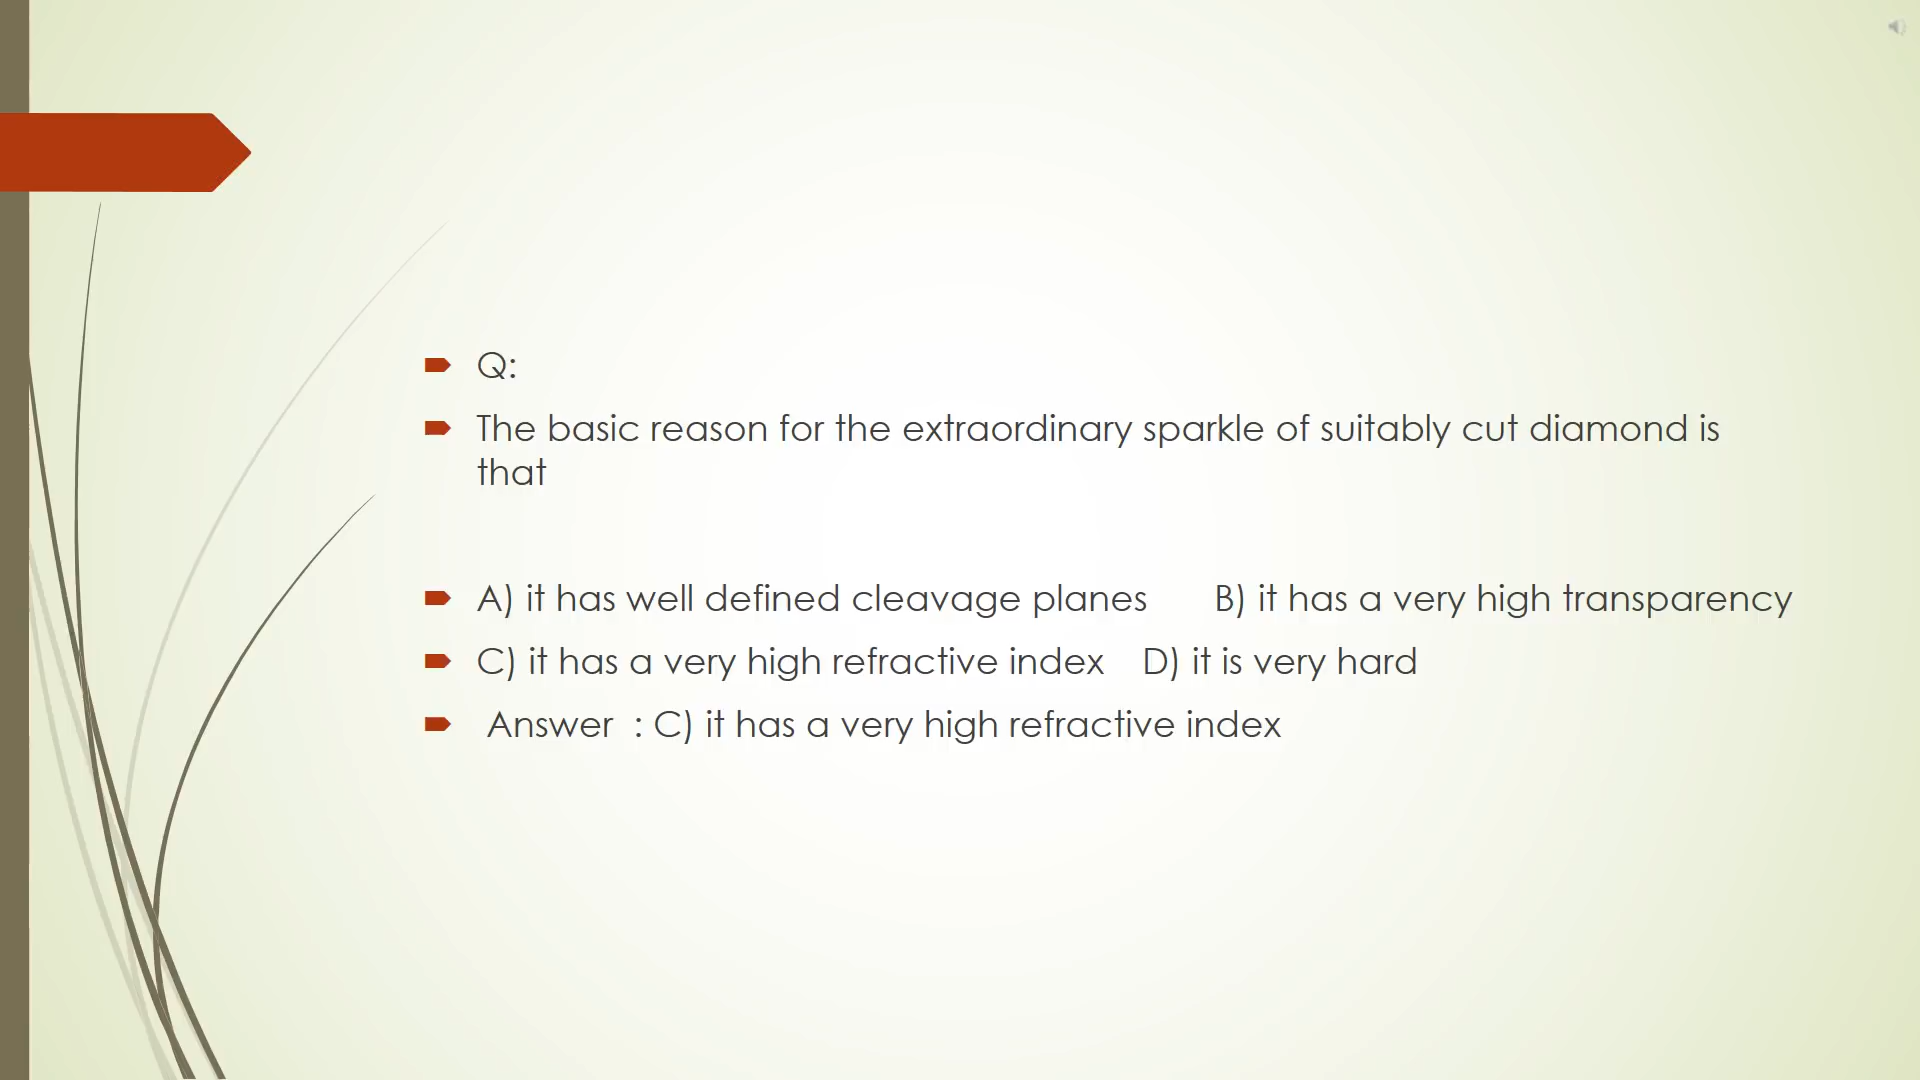 Q:
The basic reason for the extraordinary sparkle of suitably cut diamond is
that
A) it has well defined cleavage planes B) it has a very high transparency
C) it has a very high refractive index D) it is very hard
Answer : C) it has a very high refractive index